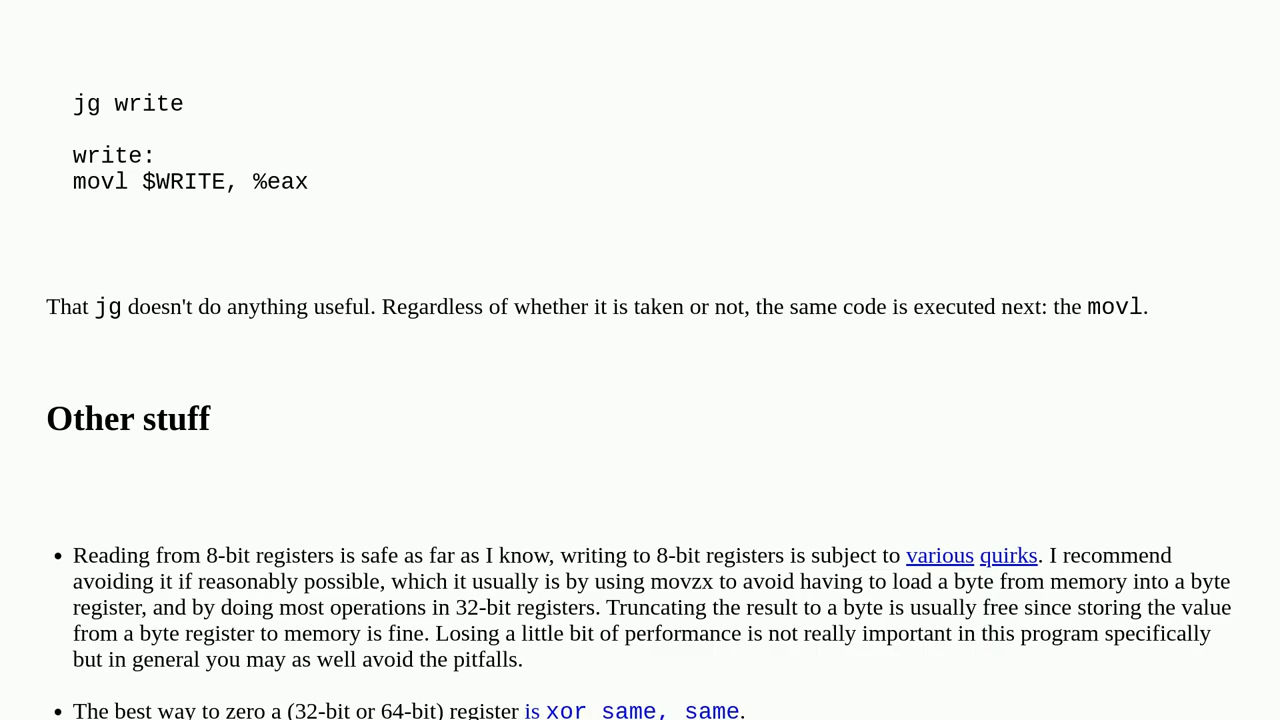 jg write
write:
movl $WRITE, %eax
That jg doesn't do anything useful. Regardless of whether it is taken or not, the same code is executed next: the movl.
Other stuff
• Reading from 8-bit registers is safe as far as I know, writing to 8-bit registers is subject to various quirks. I recommend
avoiding it if reasonably possible, which it usually is by using movzx to avoid having to load a byte from memory into a byte
register, and by doing most operations in 32-bit registers. Truncating the result to a byte is usually free since storing the value
from a byte register to memory is fine. Losing a little bit of performance is not really important in this program specifically
but in general you may as well avoid the pitfalls.
• The best way to zero a (32-bit or 64-bit) register is xor same, same.